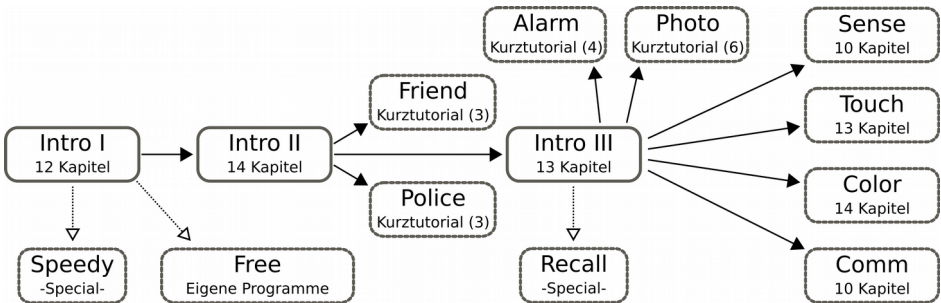 Alarm
Kurztutorial (4)
Photo
Kurztutorial (6)
Sense
10 Kapitel
Friend
Kurztutorial (3)
Touch
13 Kapitel
Intro I
12 Kapitel
Intro II
14 Kapitel
Intro III
13 Kapitel
Police
Kurztutorial (3)
Color
14 Kapitel
Speedy
-Special-
Free
Eigene Programme
Recall
-Special-
Comm
10 Kapitel